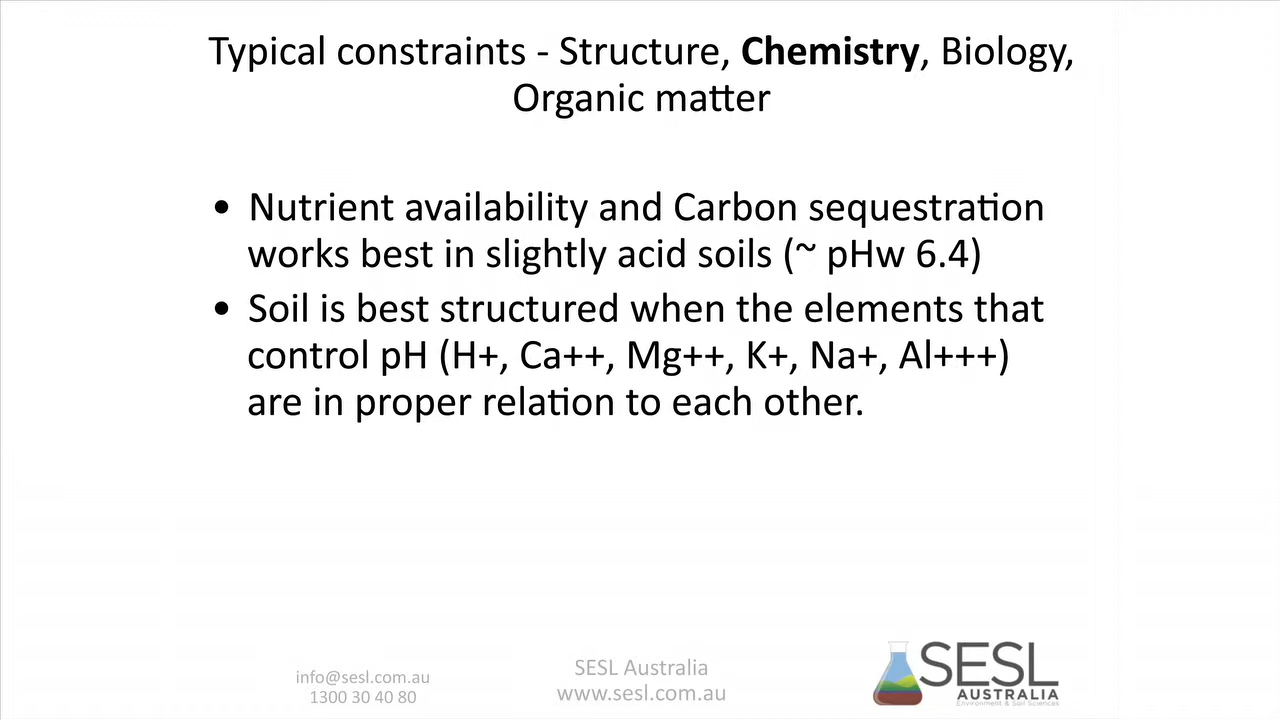 Typical constraints - Structure, Chemistry, Biology,
Organic matter
• Nutrient availability and Carbon sequestration
works best in slightly acid soils (~ pHw 6.4)
• Soil is best structured when the elements that
control pH (H+, Ca++, Mg++, K+, Na+, Al+++)
are in proper relation to each other.
info@sesl.com.au
1300 30 40 80
SESL Australia
www.sesl.com.au
SESL
AUSTRALIA
Environment & Soil Sciences